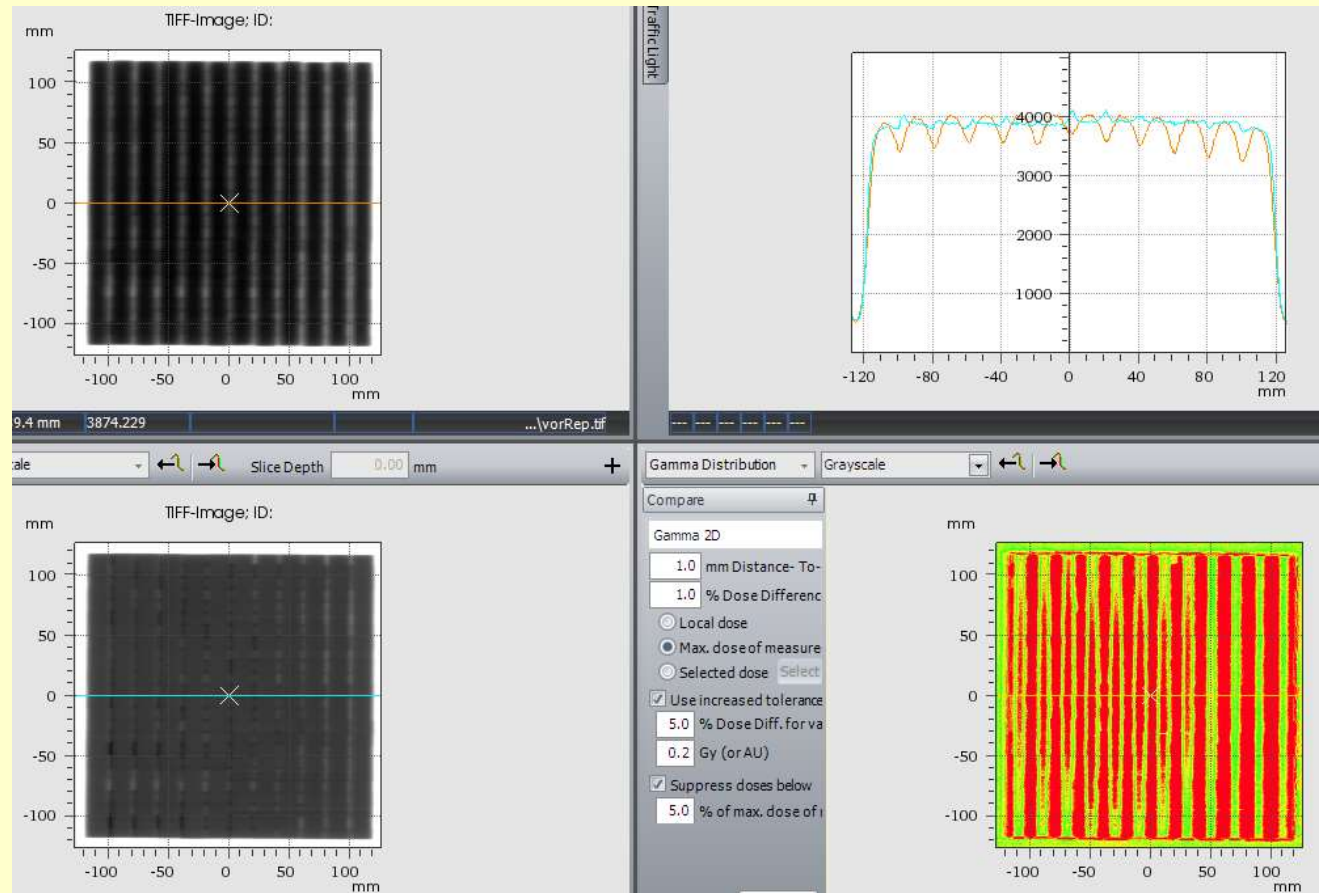 TIFF-Image; ID:
mm
100
50
0
-50
-100
-100 -50 0 50 100
mm
9.4 mm 3874.229 ...\vorRep.tif
Traffic Light
4000
3000
2000
1000
-120 -80 -40 0 40 80 120
mm
--- --- --- --- --- ---
ale Slice Depth 0.00 mm +
TIFF-Image; ID:
mm
100
50
0
-50
-100
-100 -50 0 50 100
mm
Gamma Distribution Grayscale
Compare
Gamma 2D
1.0 mm Distance- To-
1.0 % Dose Differenc
Local dose
Max. dose of measure
Selected dose Select
Use increased tolerance
5.0 % Dose Diff. for va
0.2 Gy (or AU)
Suppress doses below
5.0 % of max. dose of
mm
100
50
0
-50
-100
-100 -50 0 50 100
mm